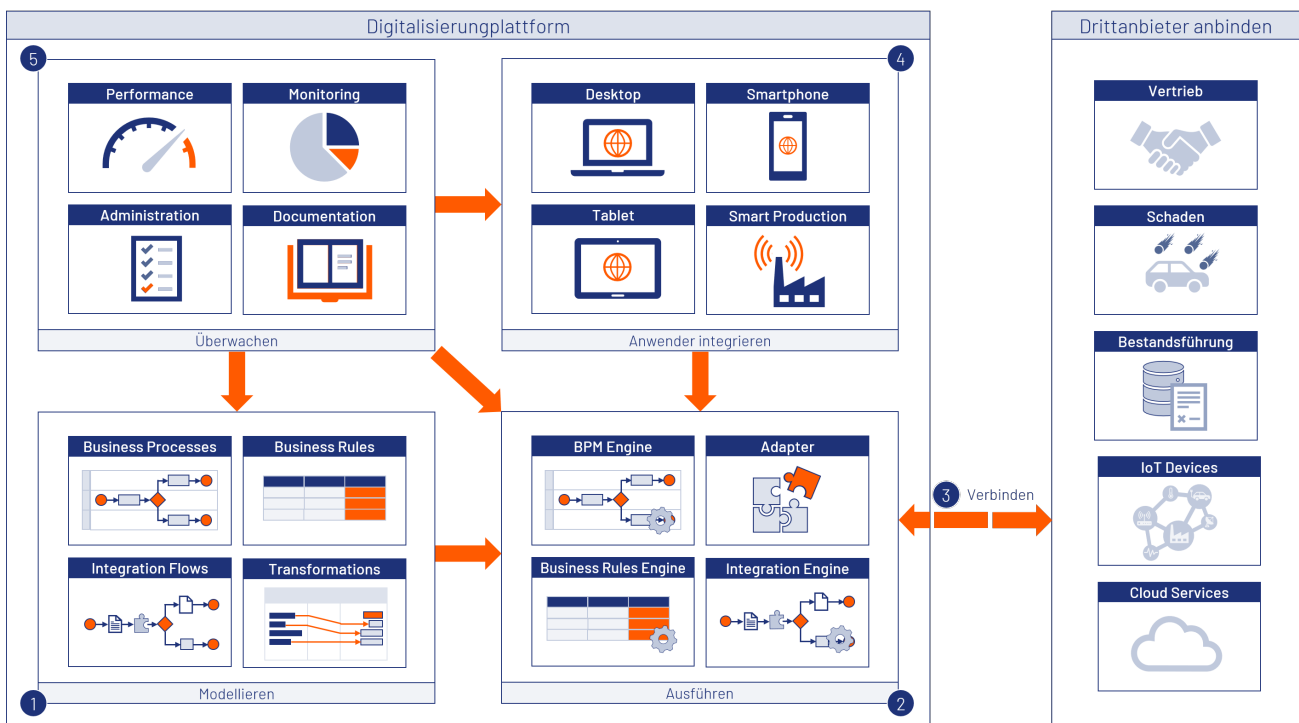 Digitalisierungplattform
Drittanbieter anbinden
5
4
Performance
Monitoring
Administration
Documentation
Überwachen
Desktop
Smartphone
Tablet
Smart Production
Anwender integrieren
Business Processes
Business Rules
Integration Flows
Transformations
Modellieren
1
BPM Engine
Adapter
Business Rules Engine
Integration Engine
Ausführen
2
3 Verbinden
Vertrieb
Schaden
Bestandsführung
IoT Devices
Cloud Services